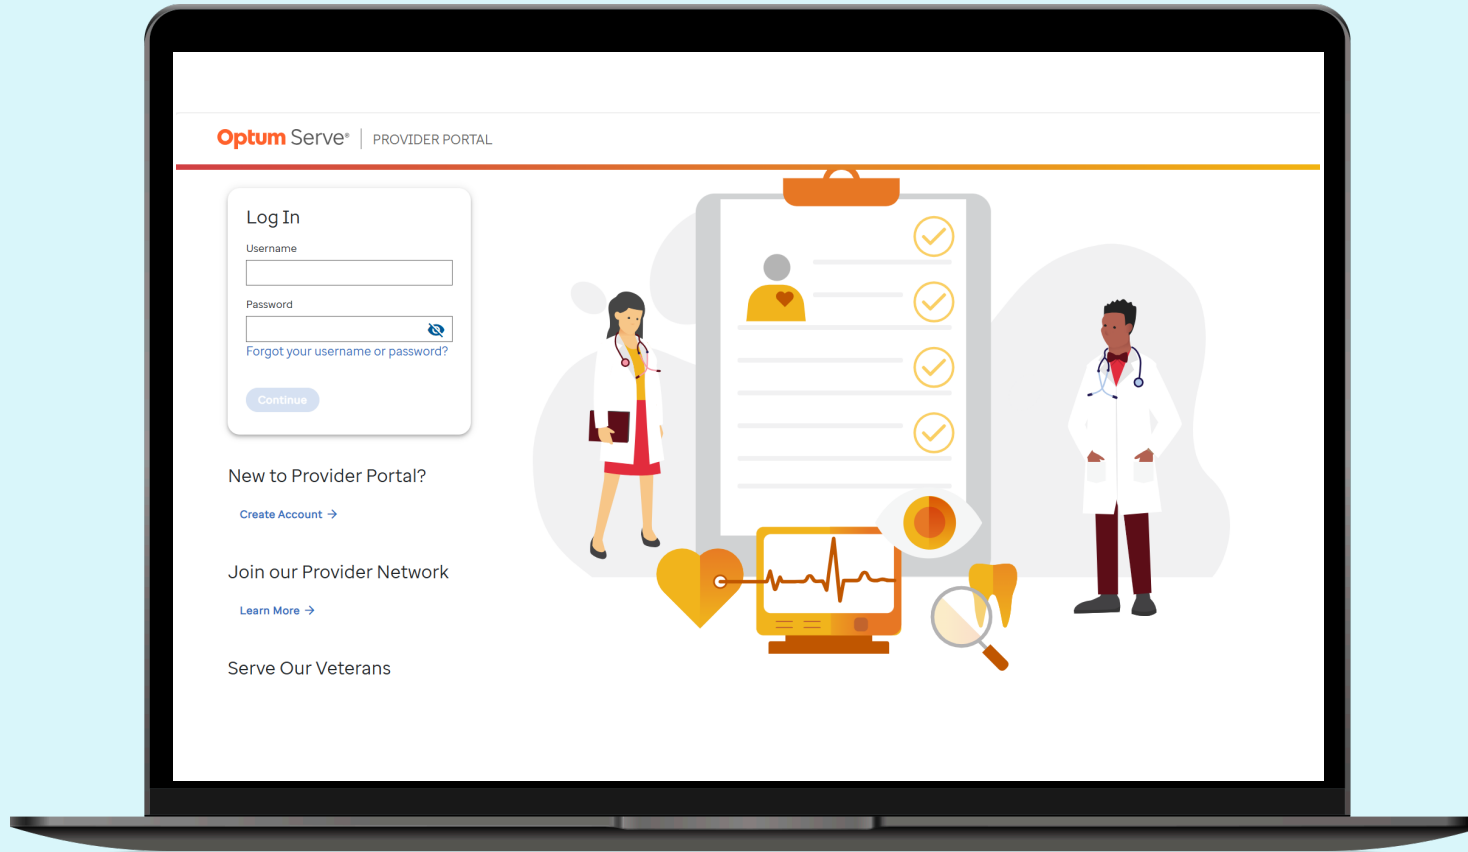 Optum Serve® | PROVIDER PORTAL
Log In
Username
Password
Forgot your username or password?
Continue
New to Provider Portal?
Create Account →
Join our Provider Network
Learn More →
Serve Our Veterans